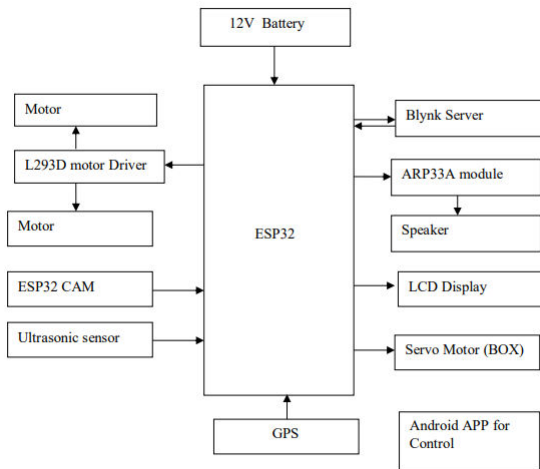 12V Battery
Motor
Blynk Server
L293D motor Driver
ARP33A module
Motor
ESP32
Speaker
ESP32 CAM
LCD Display
Ultrasonic sensor
Servo Motor (BOX)
GPS
Android APP for
Control